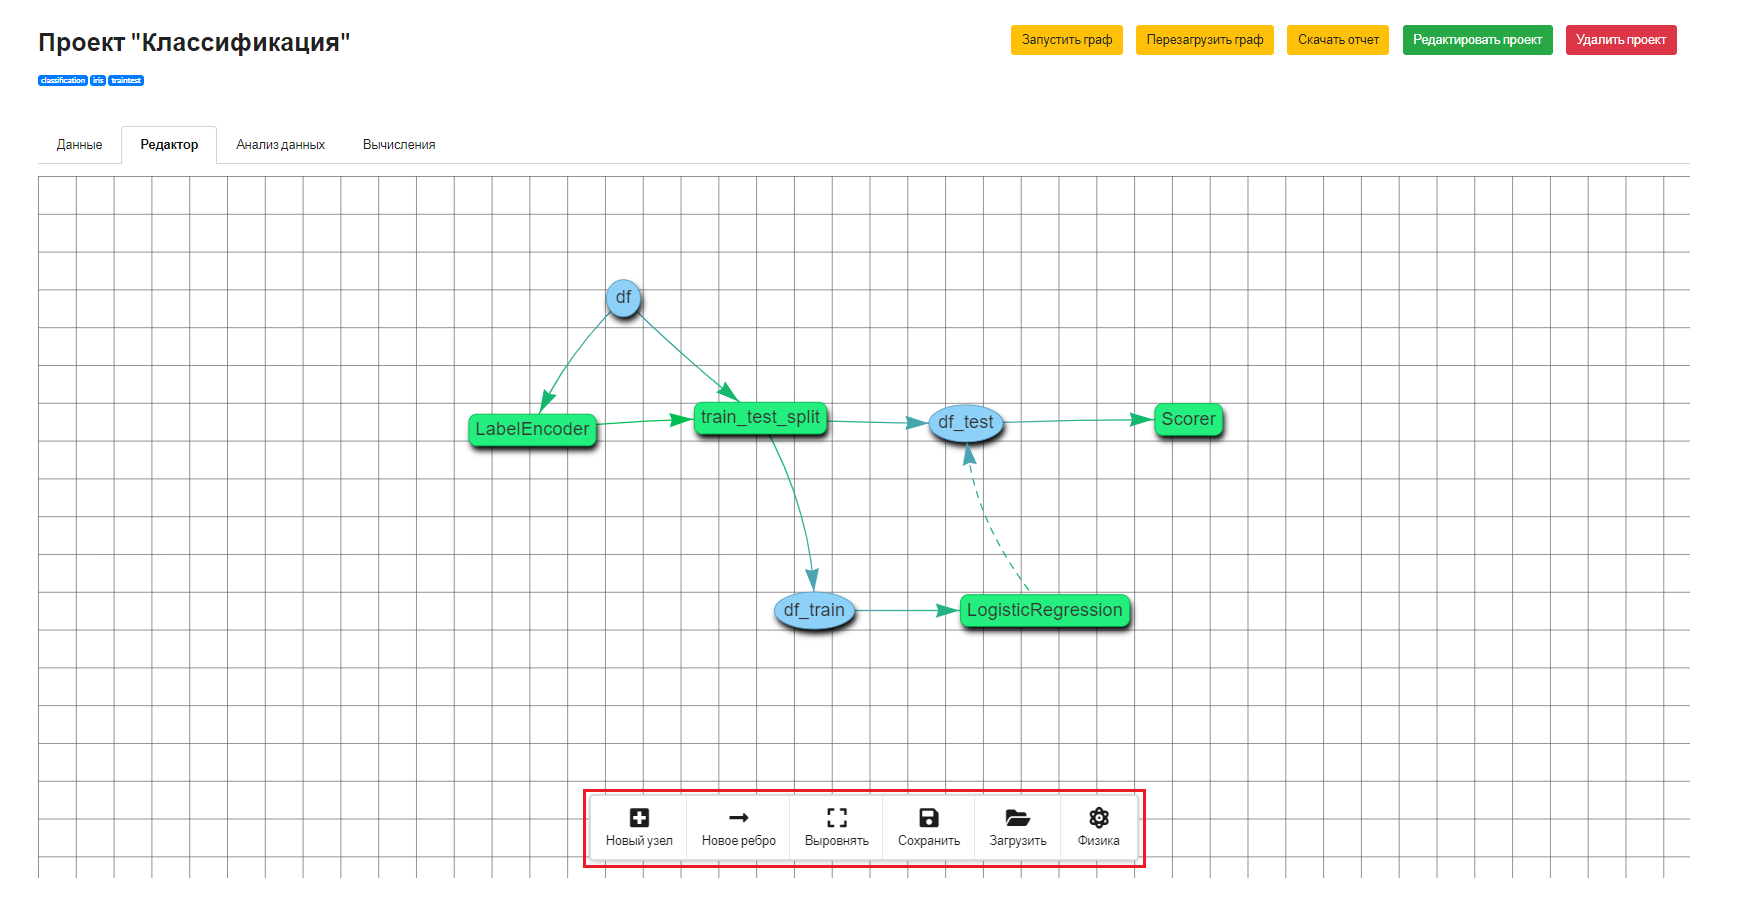 Проект "Классификация"
Запустить граф
Перезагрузить граф
Скачать отчет
Редактировать проект
Удалить проект
classification iris traintest
Данные
Редактор
Анализ данных
Вычисления
df
LabelEncoder
train_test_split
df_test
Scorer
df_train
LogisticRegression
Новый узел
Новое ребро
Выровнять
Сохранить
Загрузить
Физика